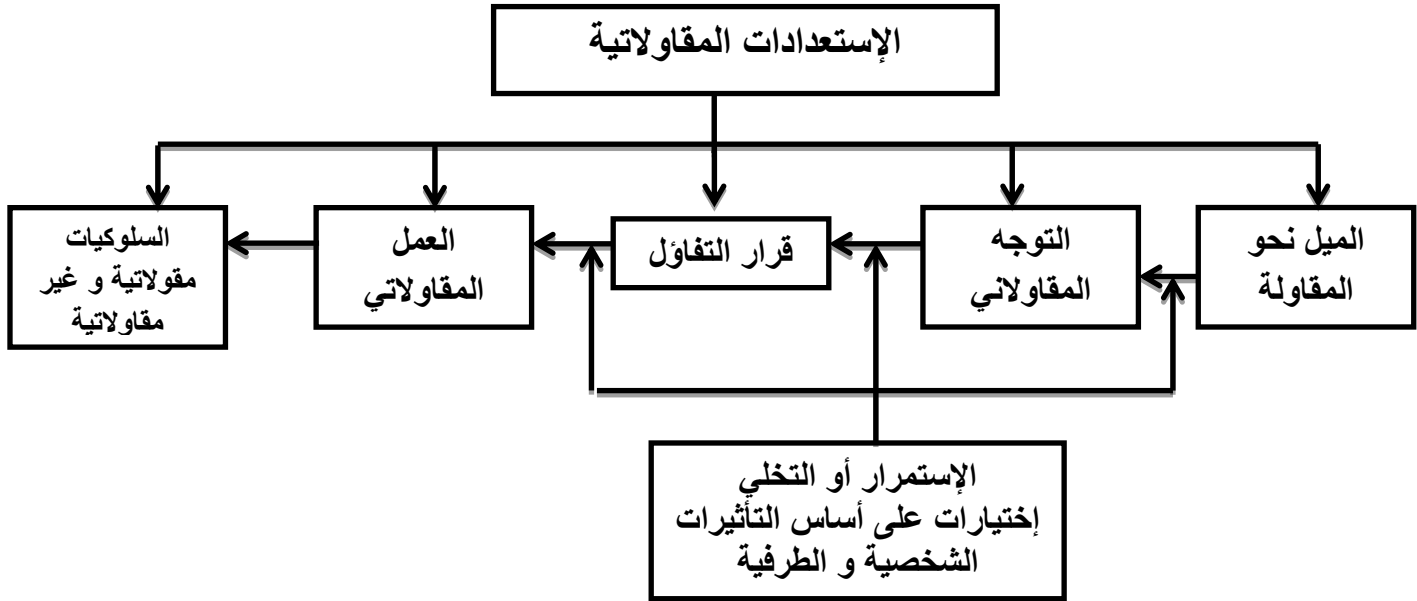 الإستعدادات المقاولاتية
الميل نحو
المقاولة
التوجه
المقاولاني
قرار التفاؤل
العمل
المقاولاتي
السلوكيات
مقولاتية و غير
مقاولاتية
الإستمرار أو التخلي
إختيارات على أساس التأثيرات
الشخصية و الطرفية